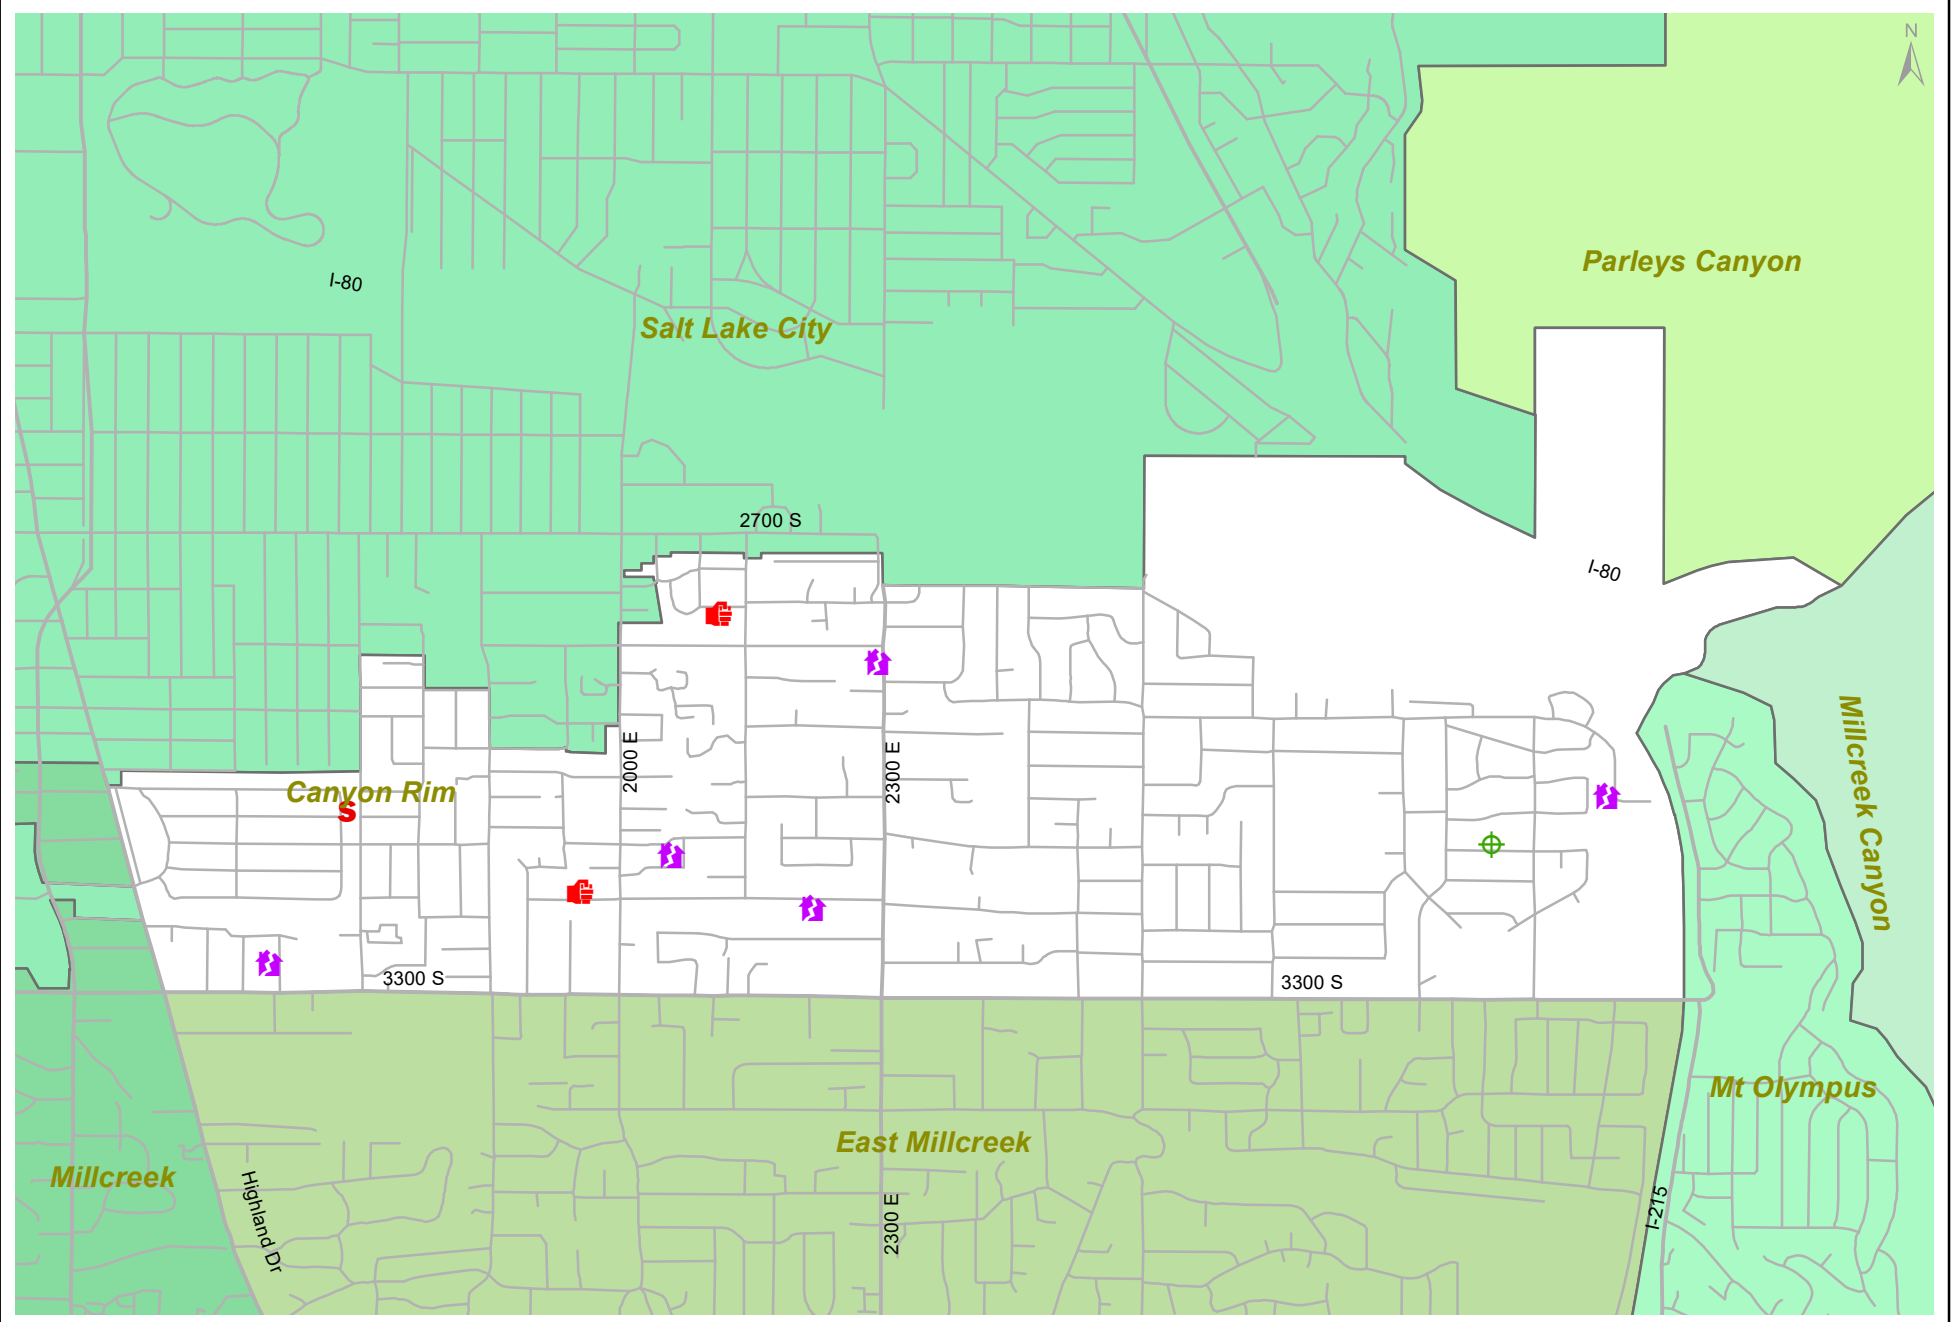 N
Parleys Canyon
I-80
Salt Lake City
2700 S
I-80
Millcreek Canyon
2000 E
2300 E
Canyon Rim
S
3300 S
3300 S
Mt Olympus
East Millcreek
Millcreek
Highland Dr
2300 E
I-215